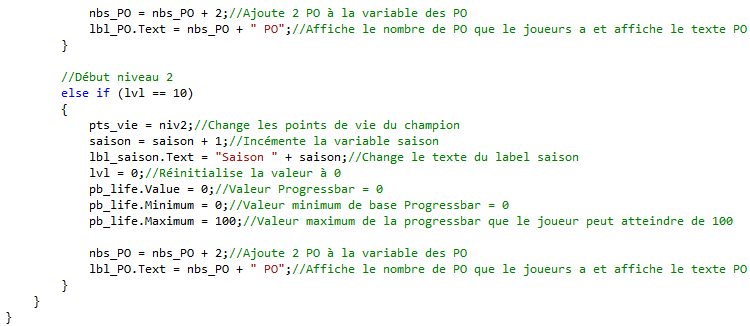 nbs_PO = nbs_PO + 2;//Ajoute 2 PO à la variable des PO
lbl_PO.Text = nbs_PO + " PO";//Affiche le nombre de PO que le joueurs a et affiche le texte PO
}
//Début niveau 2
else if (lvl == 10)
{
pts_vie = niv2;//Change les points de vie du champion
saison = saison + 1;//Incémente la variable saison
lbl_saison.Text = "Saison " + saison;//Change le texte du label saison
lvl = 0;//Réinitialise la valeur à 0
pb_life.Value = 0;//Valeur Progressbar = 0
pb_life.Minimum = 0;//Valeur minimum de base Progressbar = 0
pb_life.Maximum = 100;//Valeur maximum de la progressbar que le joueur peut atteindre de 100
nbs_PO = nbs_PO + 2;//Ajoute 2 PO à la variable des PO
lbl_PO.Text = nbs_PO + " PO";//Affiche le nombre de PO que le joueurs a et affiche le texte PO
}
}
}